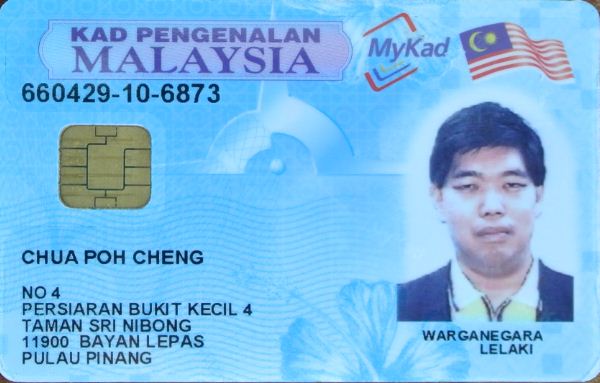 KAD PENGENALAN
MALAYSIA
MyKad
660429-10-6873
CHUA POH CHENG
NO 4
PERSIARAN BUKIT KECIL 4
TAMAN SRI NIBONG
11900 BAYAN LEPAS
PULAU PINANG
WARGANEGARA
LELAKI